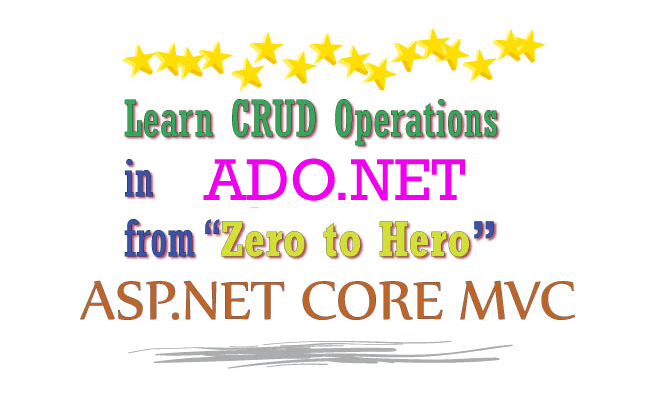 Learn CRUD Operations
in ADO.NET
from “Zero to Hero”
ASP.NET CORE MVC